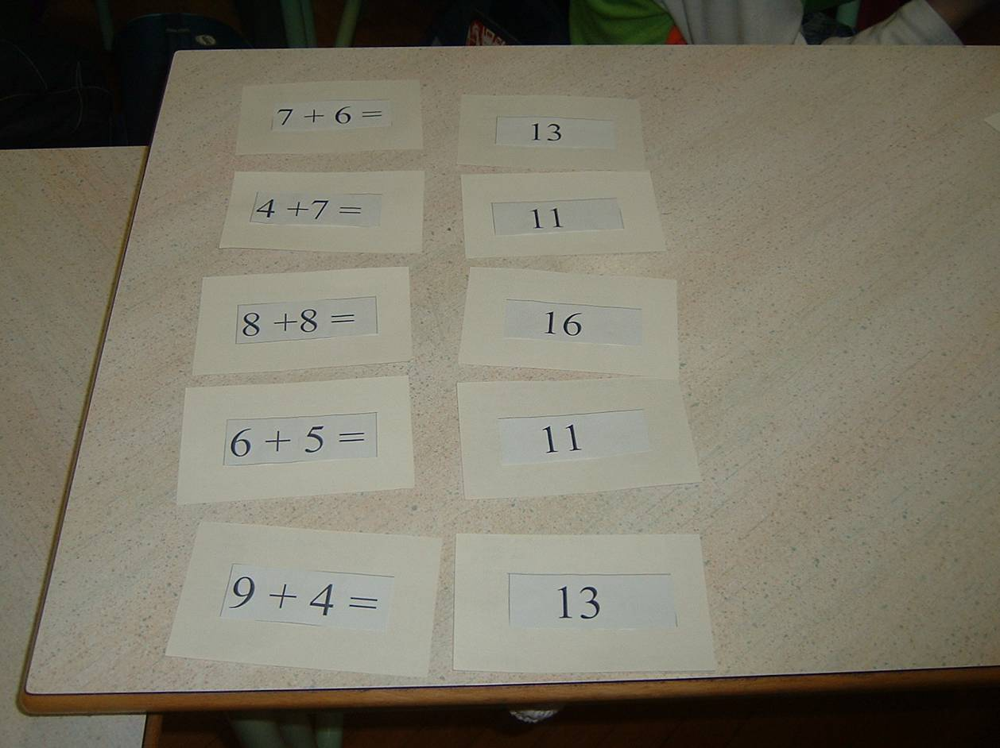 7 + 6 = 13
4 +7 = 11
8 +8 = 16
6 + 5 = 11
9 + 4 = 13